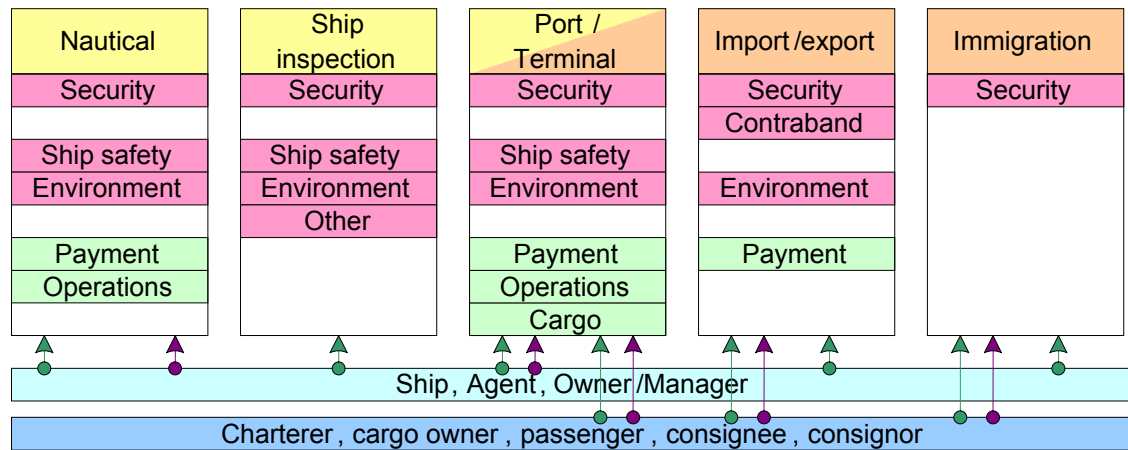 Nautical
Security
Ship safety
Environment
Payment
Operations
Ship
inspection
Security
Ship safety
Environment
Other
Port /
Terminal
Security
Ship safety
Environment
Payment
Operations
Cargo
Import/export
Security
Contraband
Environment
Payment
Immigration
Security
Ship, Agent, Owner/Manager
Charterer, cargo owner, passenger, consignee, consignor